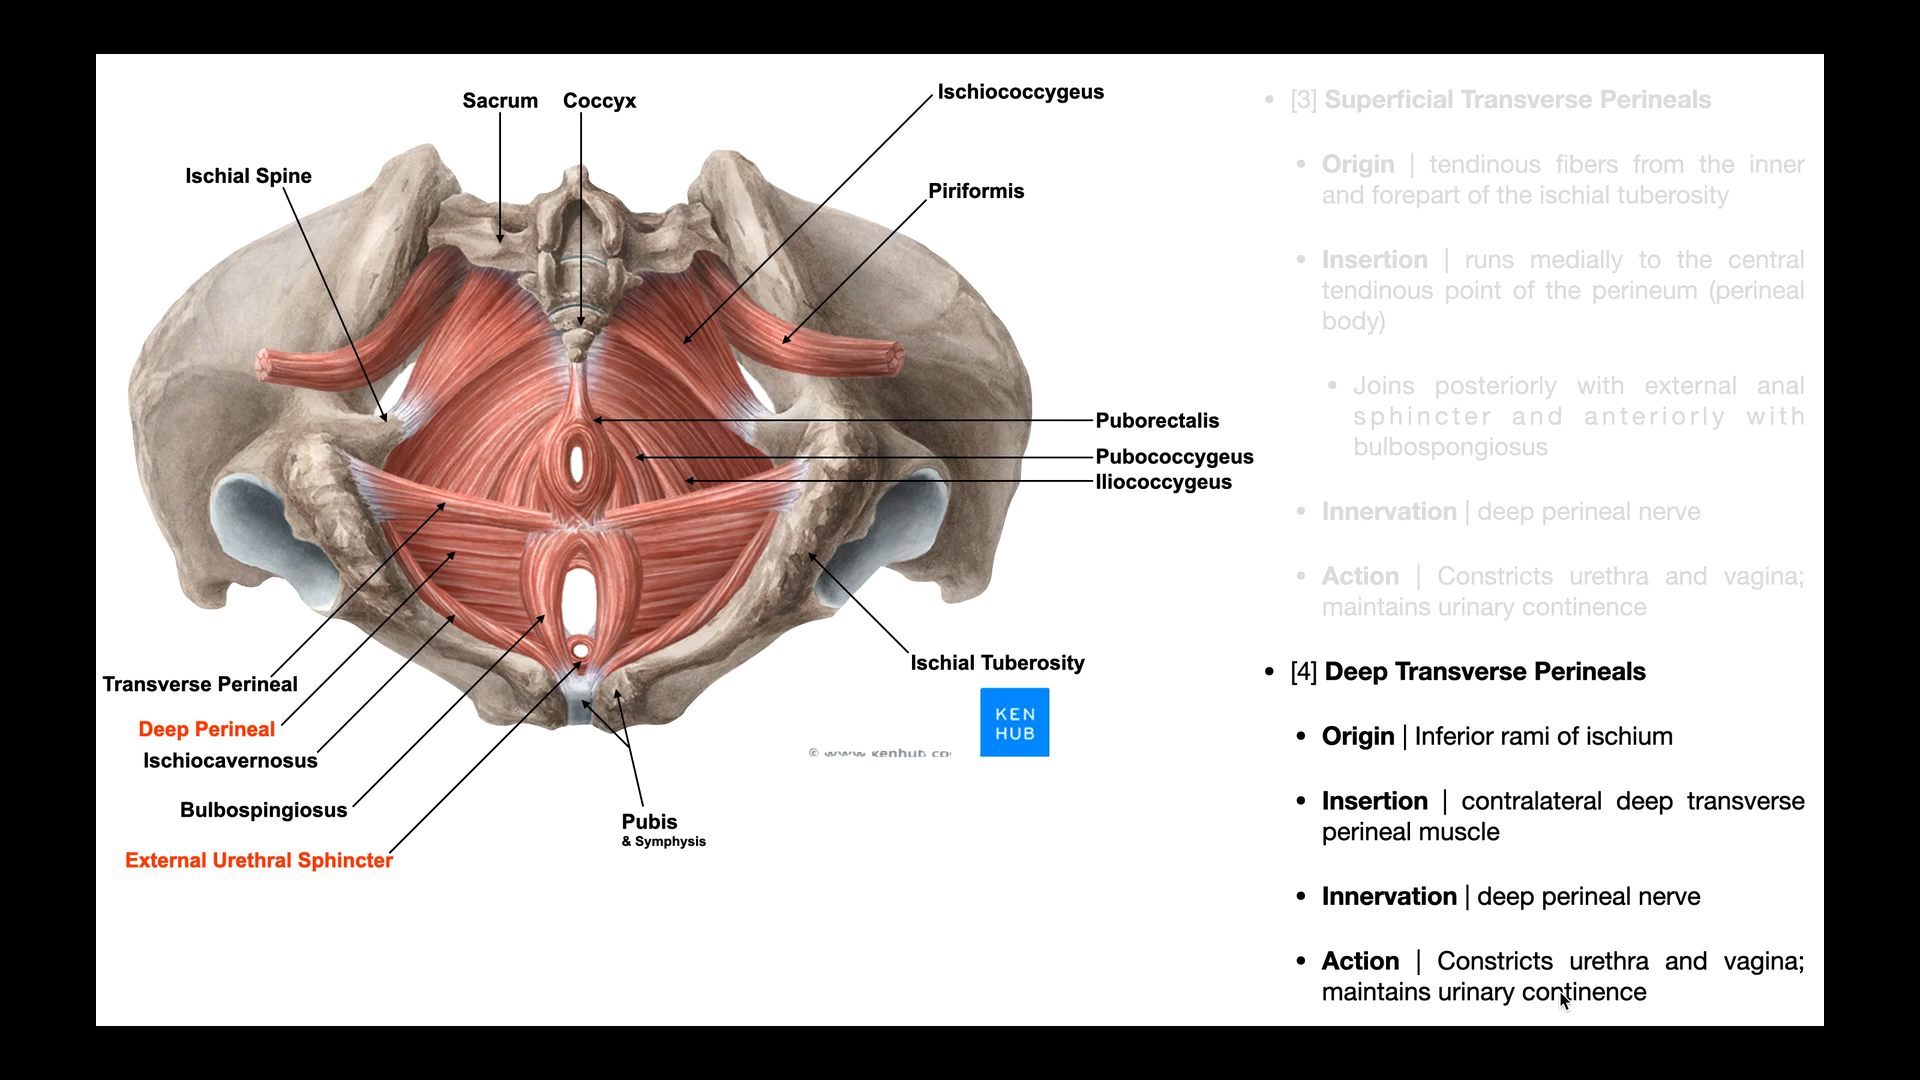 Sacrum
Coccyx
Ischiococcygeus
Ischial Spine
Piriformis
Puborectalis
Pubococcygeus
Iliococcygeus
Ischial Tuberosity
Transverse Perineal
Deep Perineal
Ischiocavernosus
Bulbospingiosus
External Urethral Sphincter
Pubis
& Symphysis
KEN
HUB
© www.kenhub.co
• [3] Superficial Transverse Perineals
• Origin | tendinous fibers from the inner
and forepart of the ischial tuberosity
• Insertion | runs medially to the central
tendinous point of the perineum (perineal
body)
• Joins posteriorly with external anal
sphincter and anteriorly with
bulbospongiosus
• Innervation | deep perineal nerve
• Action | Constricts urethra and vagina;
maintains urinary continence
• [4] Deep Transverse Perineals
• Origin | Inferior rami of ischium
• Insertion | contralateral deep transverse
perineal muscle
• Innervation | deep perineal nerve
• Action | Constricts urethra and vagina;
maintains urinary continence